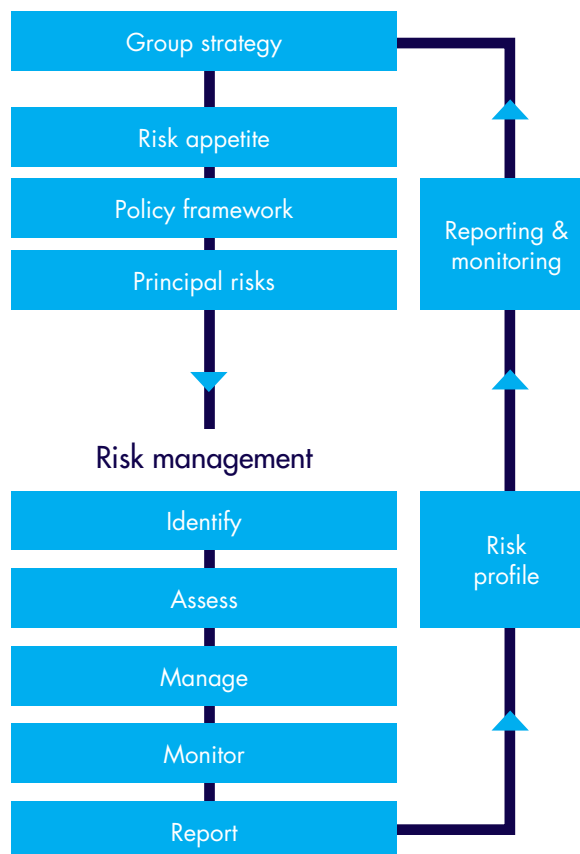 Group strategy
Risk appetite
Policy framework
Principal risks
Risk management
Identify
Assess
Manage
Monitor
Report
Risk
profile
Reporting &
monitoring